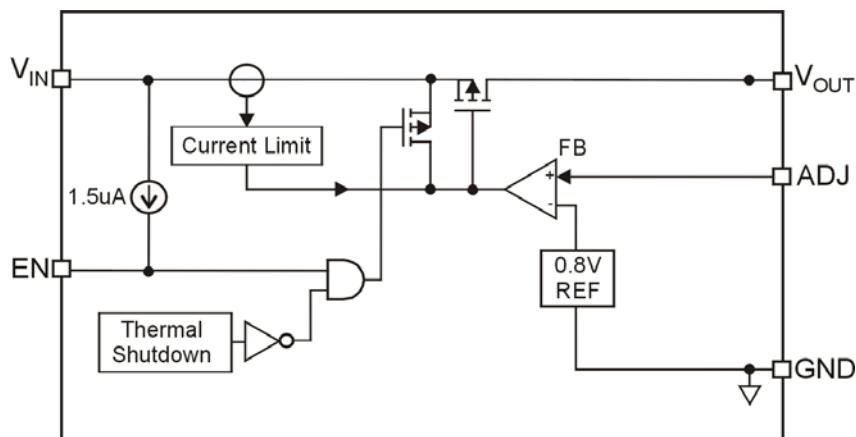 VIN
VOUT
Current Limit
FB
+
-
ADJ
1.5uA
EN
0.8V
REF
Thermal
Shutdown
GND